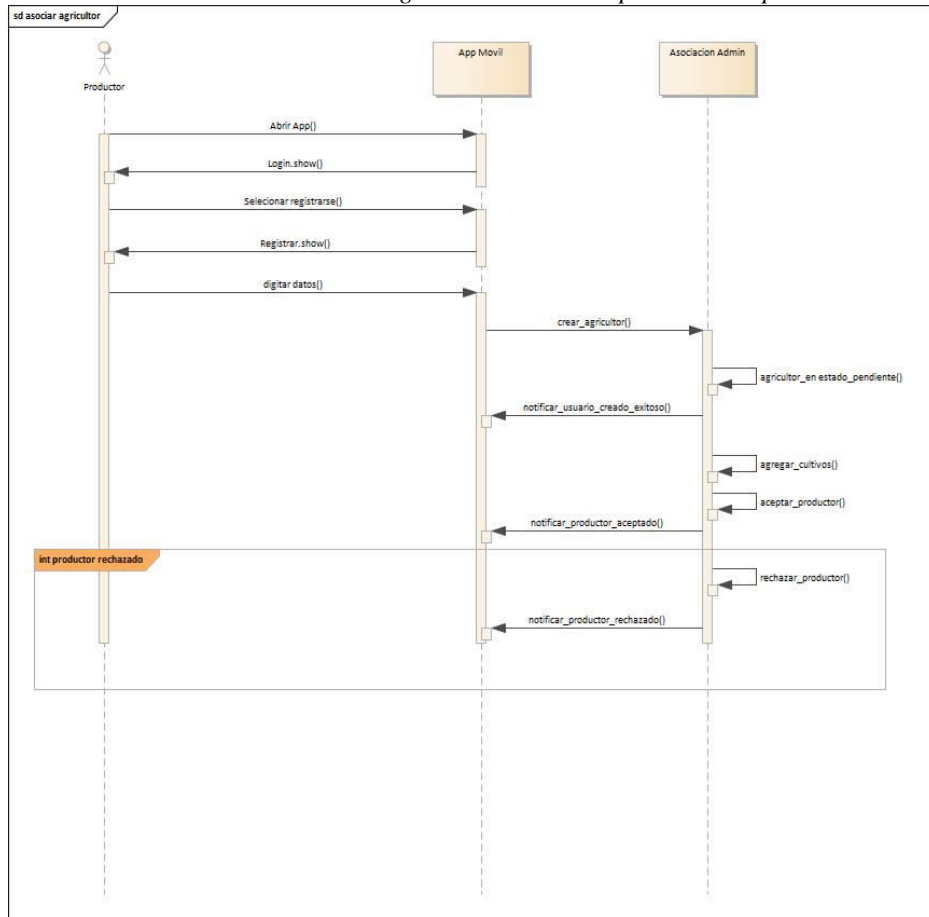 sd asociar agricultor
Productor
App Movil
Asociacion Admin
Abrir App()
Login.show()
Selecionar registrarse()
Registrar.show()
digitar datos()
crear_agricultor()
agricultor_en estado_pendiente()
notificar_usuario_creado_exitoso()
agregar_cultivos()
aceptar_productor()
notificar_productor_aceptado()
int productor rechazado
rechazar_productor()
notificar_productor_rechazado()